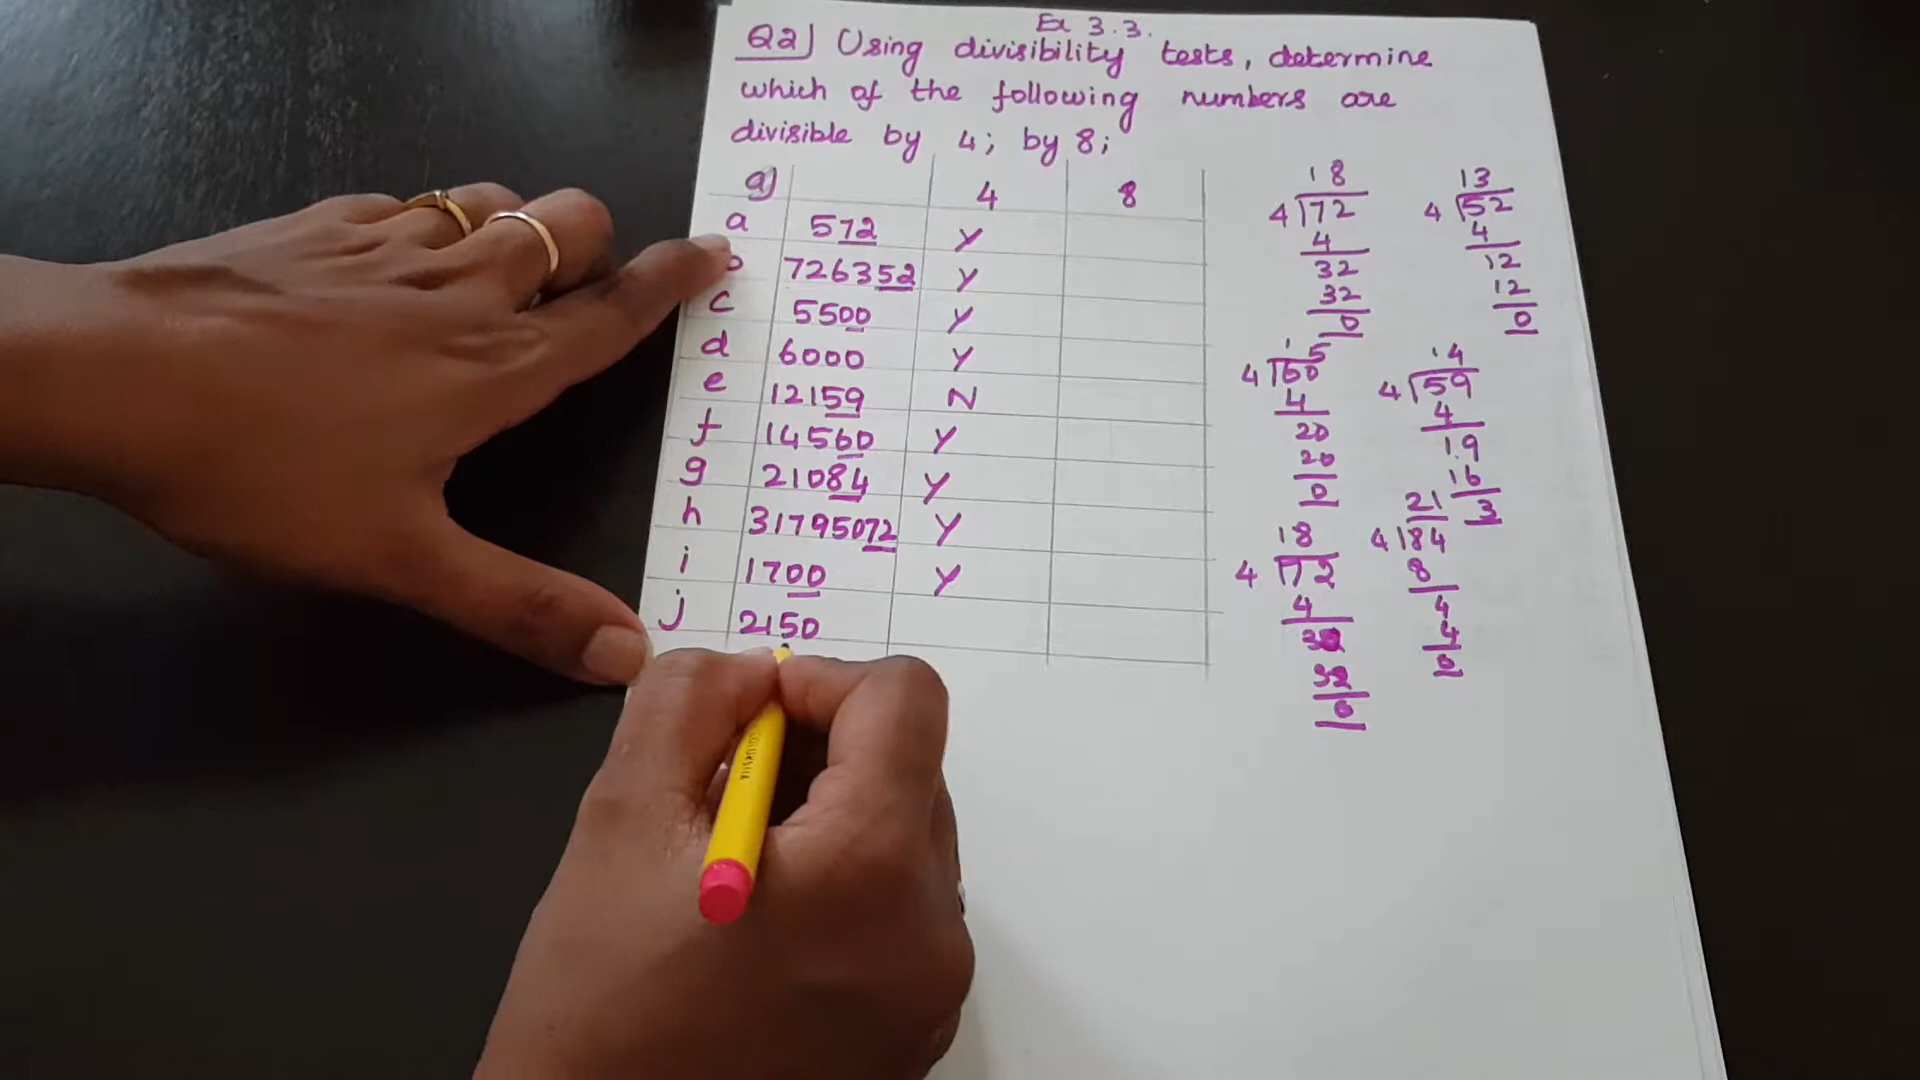 Ex 3.3.
Q2) Using divisibility tests, determine
which of the following numbers are
divisible by 4; by 8;
a) 4 8
a 572 Y
b 726352 Y
c 5500 Y
d 6000 Y
e 12159 N
f 14560 Y
g 21084 Y
h 31795072 Y
i 1700 Y
j 2150
18
4 72
4
32
32
0
13
4 52
4
12
12
0
15
4 60
4
20
20
0
14
4 59
4
19
16
3
18
4 72
4
32
32
0
21
4 84
8
4
4
0